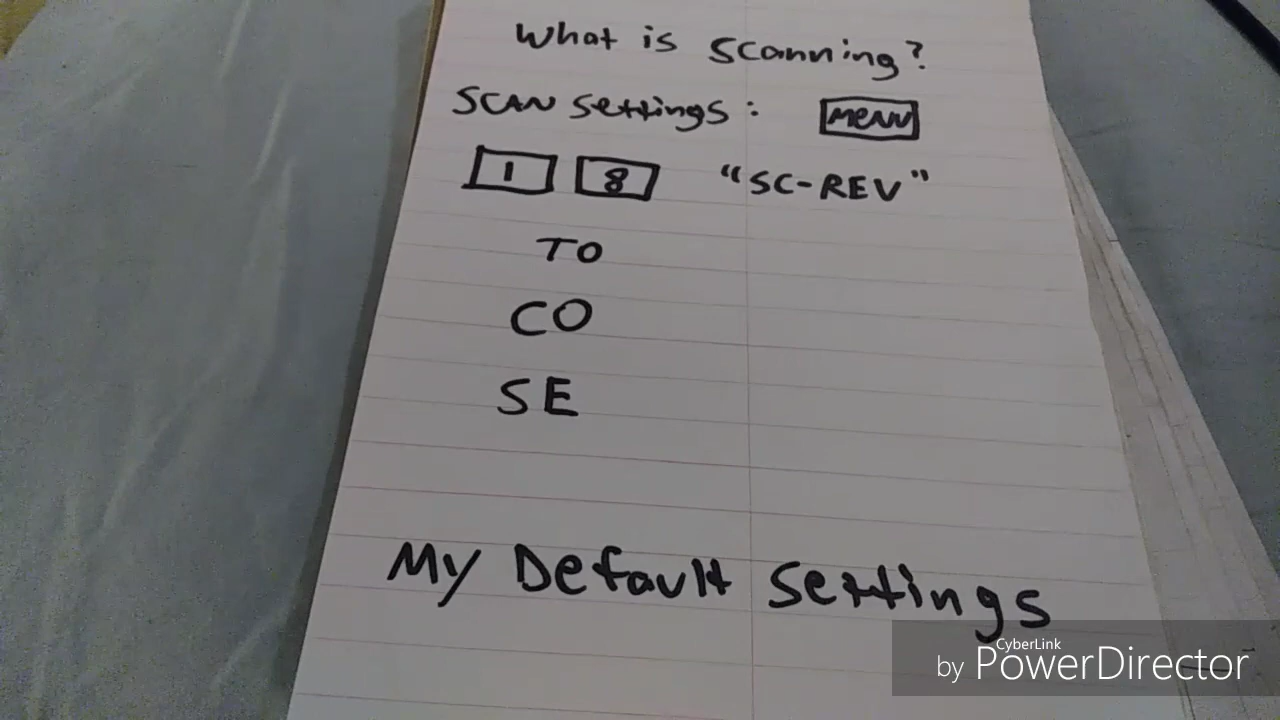 What is Scanning?
SCAN Settings: MENU
1 8 "SC-REV"
TO
CO
SE
My Default Settings
CyberLink
by PowerDirector